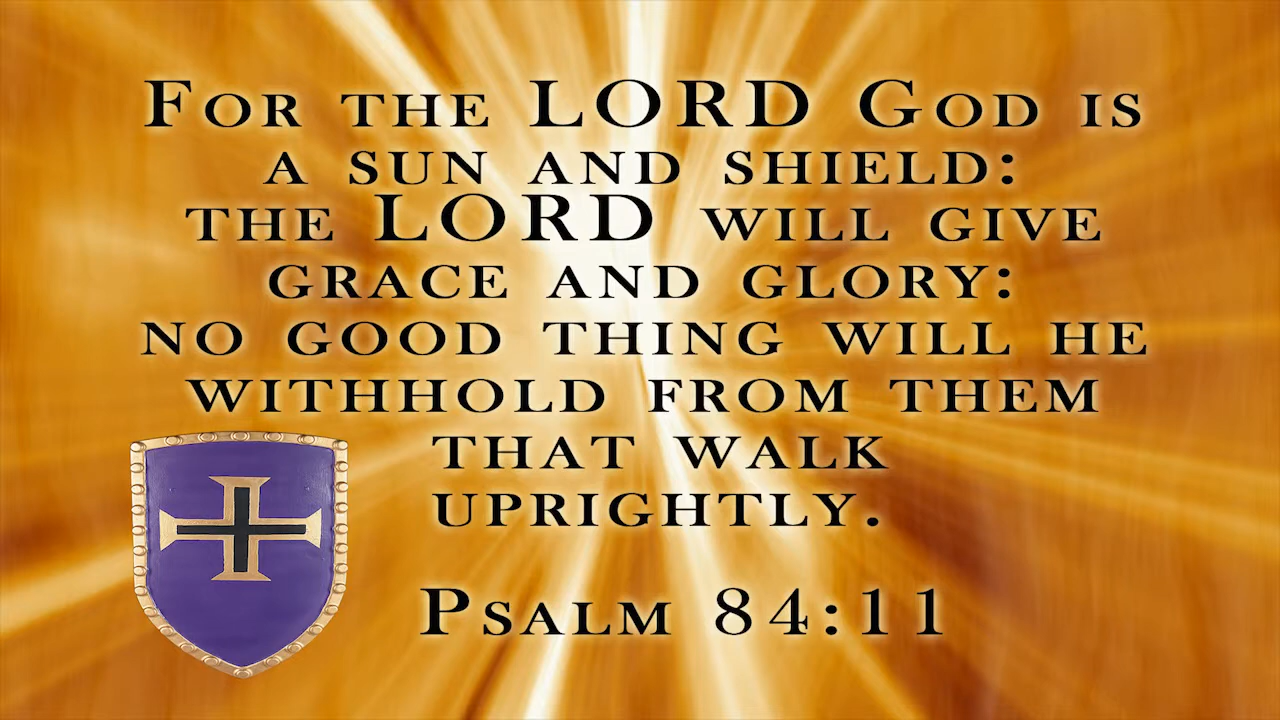 For the LORD God is
a sun and shield:
the LORD will give
grace and glory:
no good thing will he
withhold from them
that walk
uprightly.
Psalm 84:11